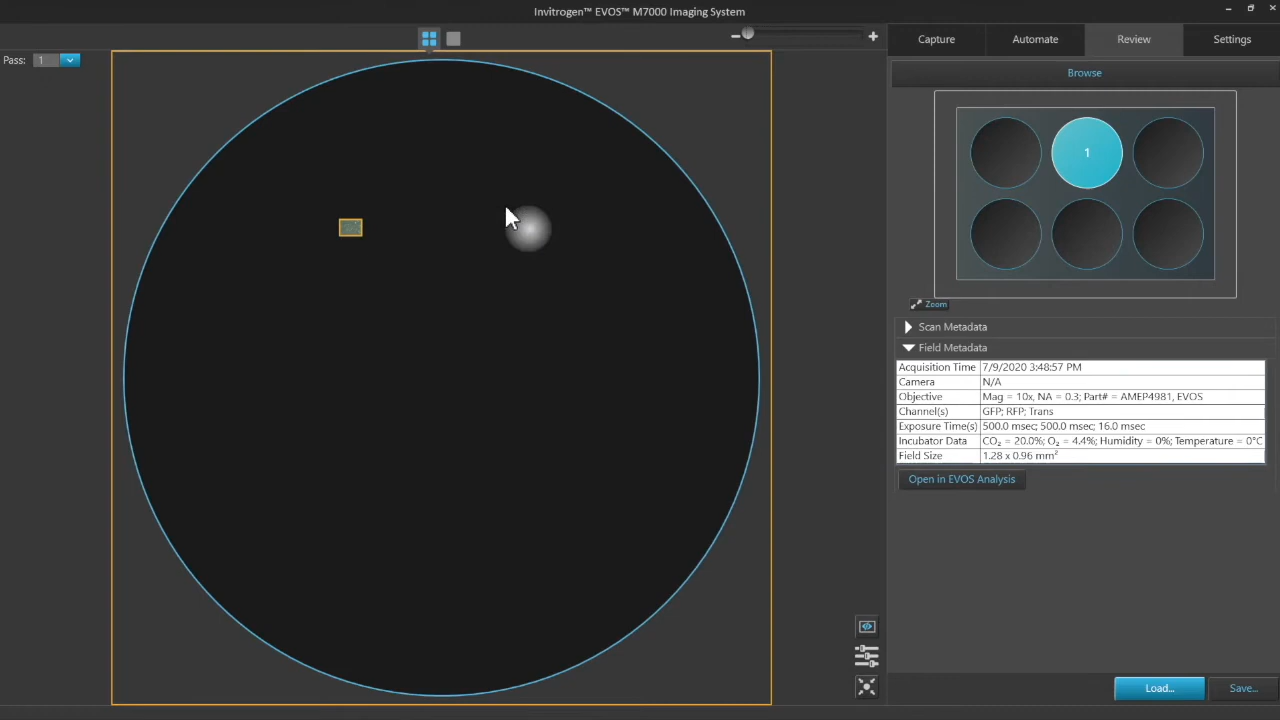 Invitrogen™ EVOS™ M7000 Imaging System
Capture
Automate
Review
Settings
Pass: 1
Browse
1
Zoom
Scan Metadata
Field Metadata
Acquisition Time 7/9/2020 3:48:57 PM
Camera N/A
Objective Mag = 10x, NA = 0.3; Part# = AMEP4981, EVOS
Channel(s) GFP; RFP; Trans
Exposure Time(s) 500.0 msec; 500.0 msec; 16.0 msec
Incubator Data CO₂ = 20.0%; O₂ = 4.4%; Humidity = 0%; Temperature = 0°C
Field Size 1.28 x 0.96 mm²
Open in EVOS Analysis
Load...
Save...